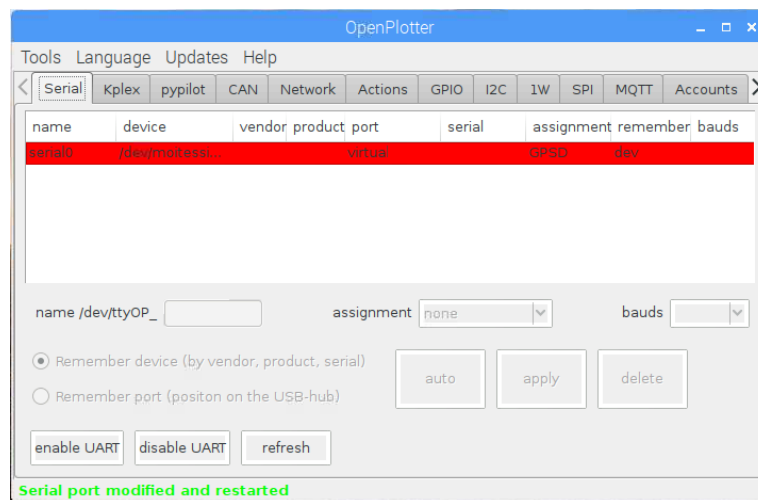 OpenPlotter
Tools Language Updates Help
Serial Kplex pypilot CAN Network Actions GPIO I2C 1W SPI MQTT Accounts
name device vendor product port serial assignment remember bauds
serial0 /dev/moitessi... virtua GPSD dev
name /dev/ttyOP_ assignment none bauds
Remember device (by vendor, product, serial)
auto apply delete
Remember port (positon on the USB-hub)
enable UART disable UART refresh
Serial port modified and restarted